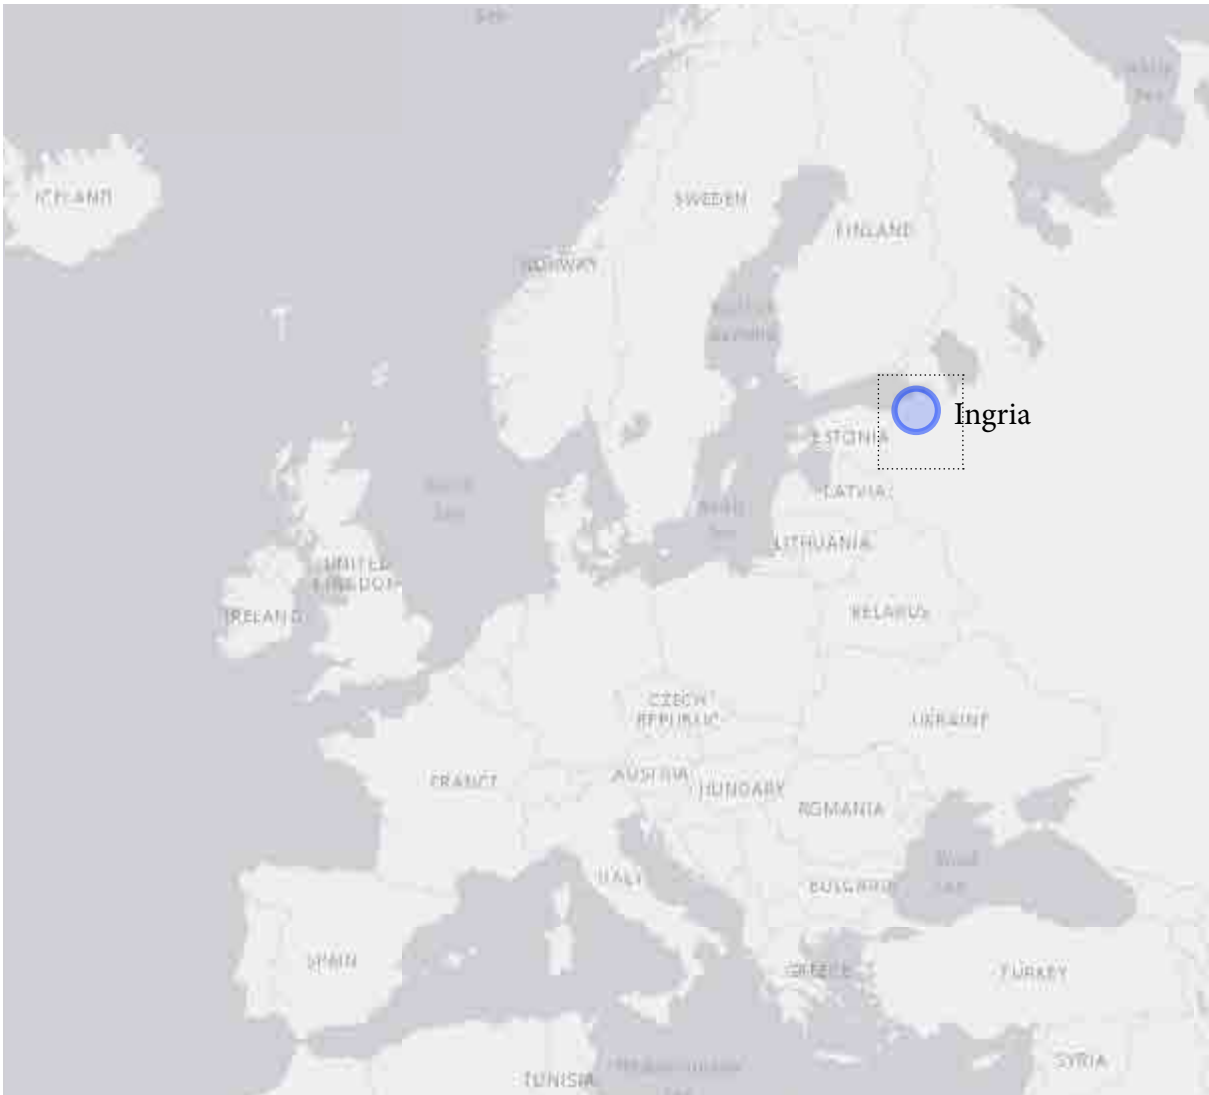 Sea
ICELAND
SWEDEN
FINLAND
NORWAY
Ingria
ESTONIA
LATVIA
LITHUANIA
UNITED
KINGDOM
IRELAND
BELARUS
CZECH
REPUBLIC
UKRAINE
FRANCE
AUSTRIA
HUNGARY
ROMANIA
ITALY
BULGARIA
SPAIN
GREECE
TURKEY
SYRIA
TUNISIA